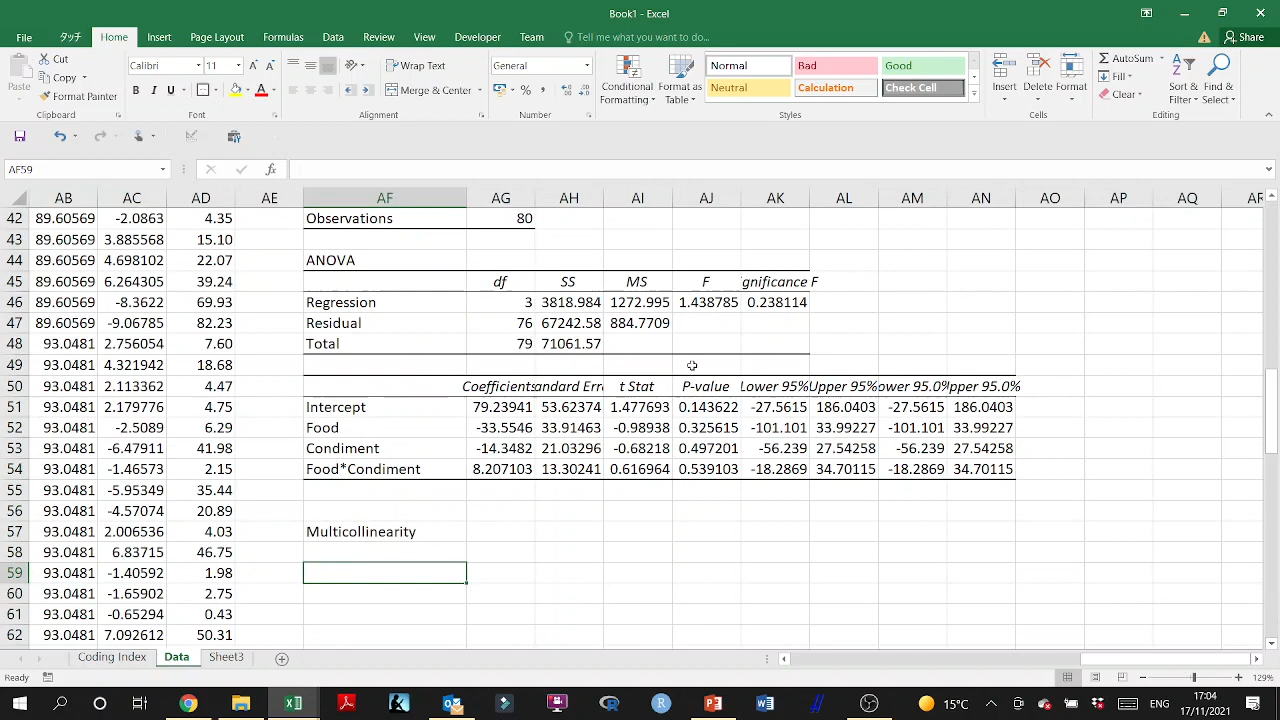 Book1 - Excel
File タッチ Home Insert Page Layout Formulas Data Review View Developer Team Tell me what you want to do... Share
Paste Cut Copy Format Painter Clipboard
Calibri 11 B I U Font
Wrap Text Merge & Center Alignment
General % Number
Conditional Formatting Format as Table
Normal Bad Good
Neutral Calculation Check Cell
Styles
Insert Delete Format Cells
AutoSum Fill Clear Sort & Filter Find & Select Editing
AF59 fx
AB AC AD AE AF AG AH AI AJ AK AL AM AN AO AP AQ AR
42 89.60569 -2.0863 4.35 Observations 80
43 89.60569 3.885568 15.10
44 89.60569 4.698102 22.07 ANOVA
45 89.60569 6.264305 39.24 df SS MS F ignificance F
46 89.60569 -8.3622 69.93 Regression 3 3818.984 1272.995 1.438785 0.238114
47 89.60569 -9.06785 82.23 Residual 76 67242.58 884.7709
48 93.0481 2.756054 7.60 Total 79 71061.57
49 93.0481 4.321942 18.68
50 93.0481 2.113362 4.47 Coefficients andard Erro t Stat P-value Lower 95% Upper 95% ower 95.0% pper 95.0%
51 93.0481 2.179776 4.75 Intercept 79.23941 53.62374 1.477693 0.143622 -27.5615 186.0403 -27.5615 186.0403
52 93.0481 -2.5089 6.29 Food -33.5546 33.91463 -0.98938 0.325615 -101.101 33.99227 -101.101 33.99227
53 93.0481 -6.47911 41.98 Condiment -14.3482 21.03296 -0.68218 0.497201 -56.239 27.54258 -56.239 27.54258
54 93.0481 -1.46573 2.15 Food*Condiment 8.207103 13.30241 0.616964 0.539103 -18.2869 34.70115 -18.2869 34.70115
55 93.0481 -5.95349 35.44
56 93.0481 -4.57074 20.89
57 93.0481 2.006536 4.03 Multicollinearity
58 93.0481 6.83715 46.75
59 93.0481 -1.40592 1.98
60 93.0481 -1.65902 2.75
61 93.0481 -0.65294 0.43
62 93.0481 7.092612 50.31
Coding Index Data Sheet3
Ready 129%
15°C 17:04
17/11/2021